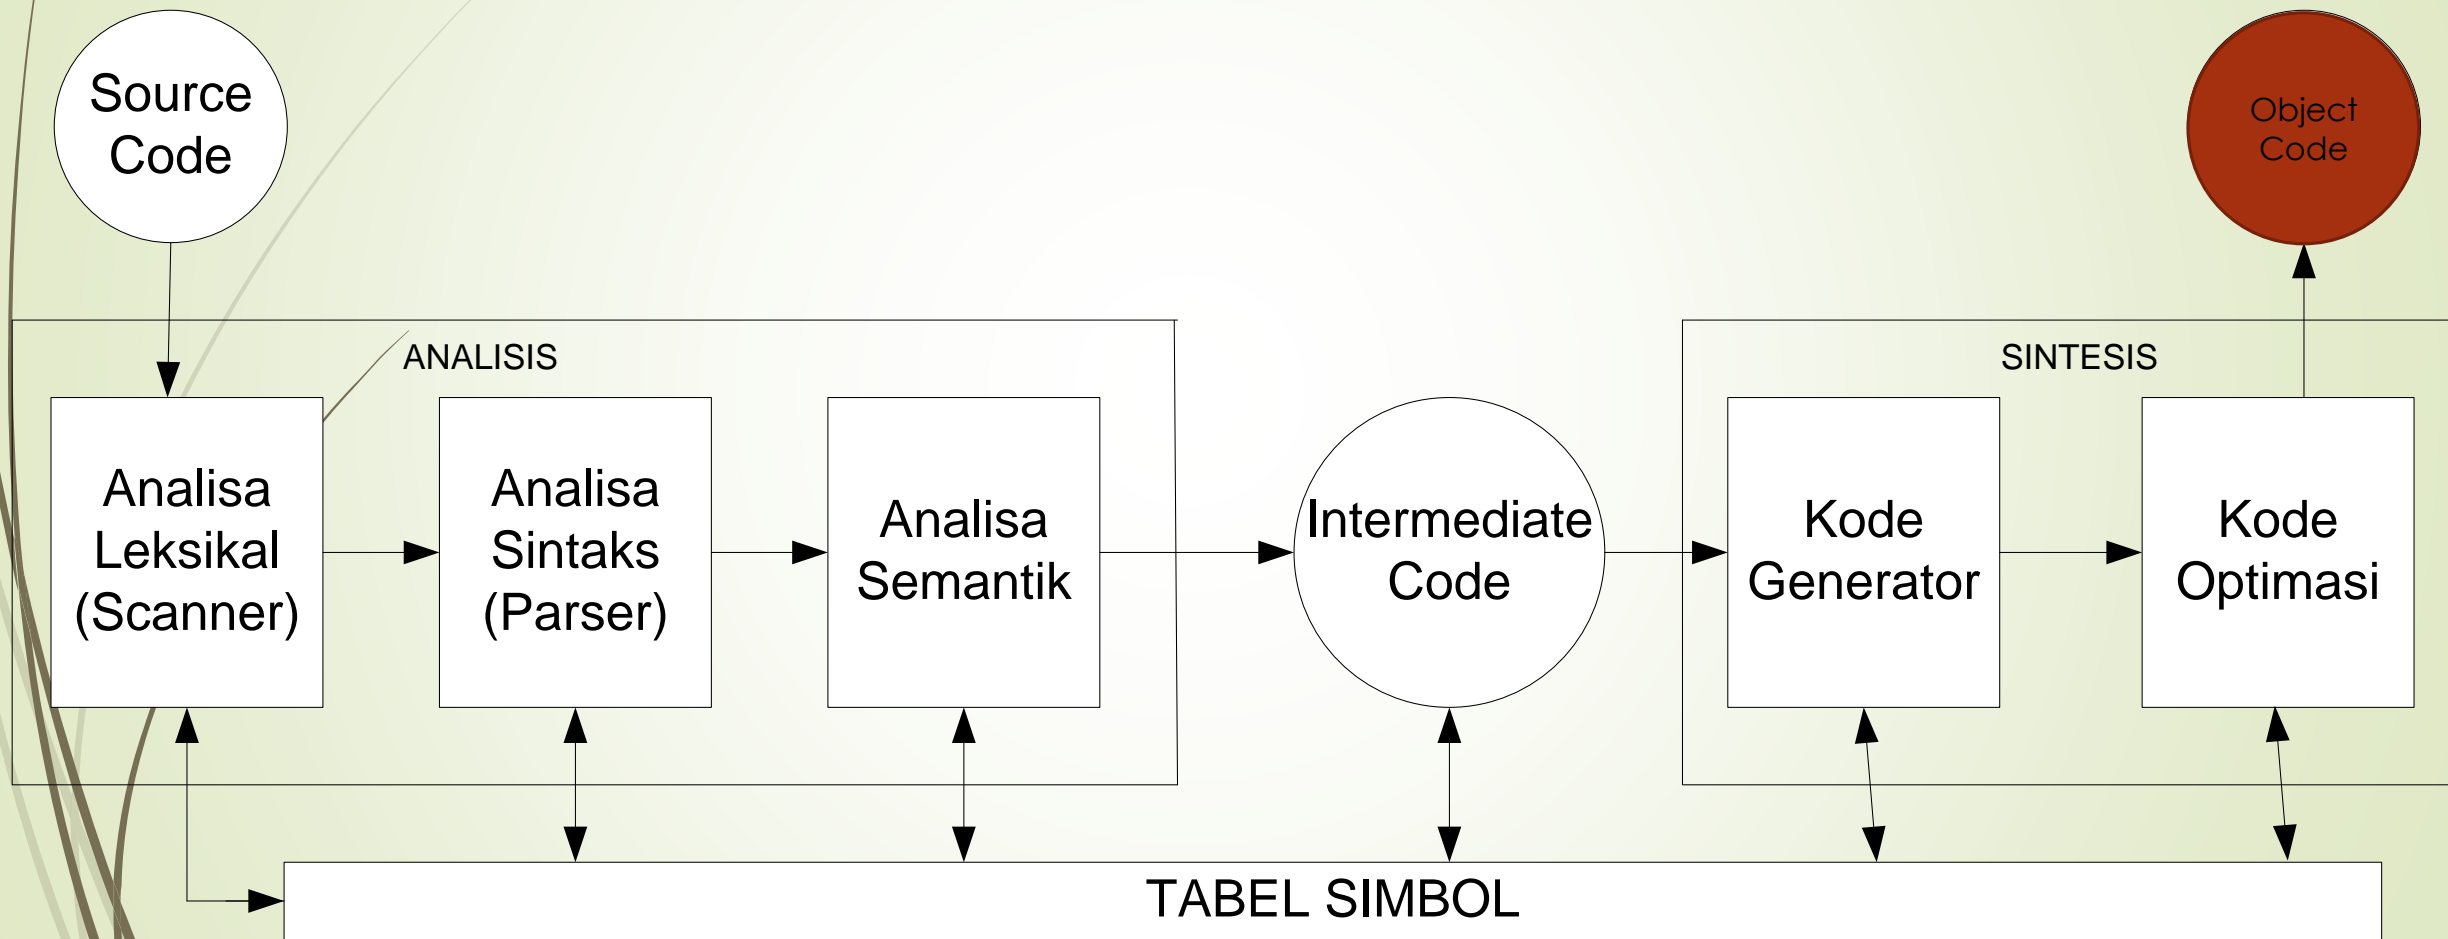 Source
Code
Object
Code
ANALISIS
SINTESIS
Analisa
Leksikal
(Scanner)
Analisa
Sintaks
(Parser)
Analisa
Semantik
Intermediate
Code
Kode
Generator
Kode
Optimasi
TABEL SIMBOL